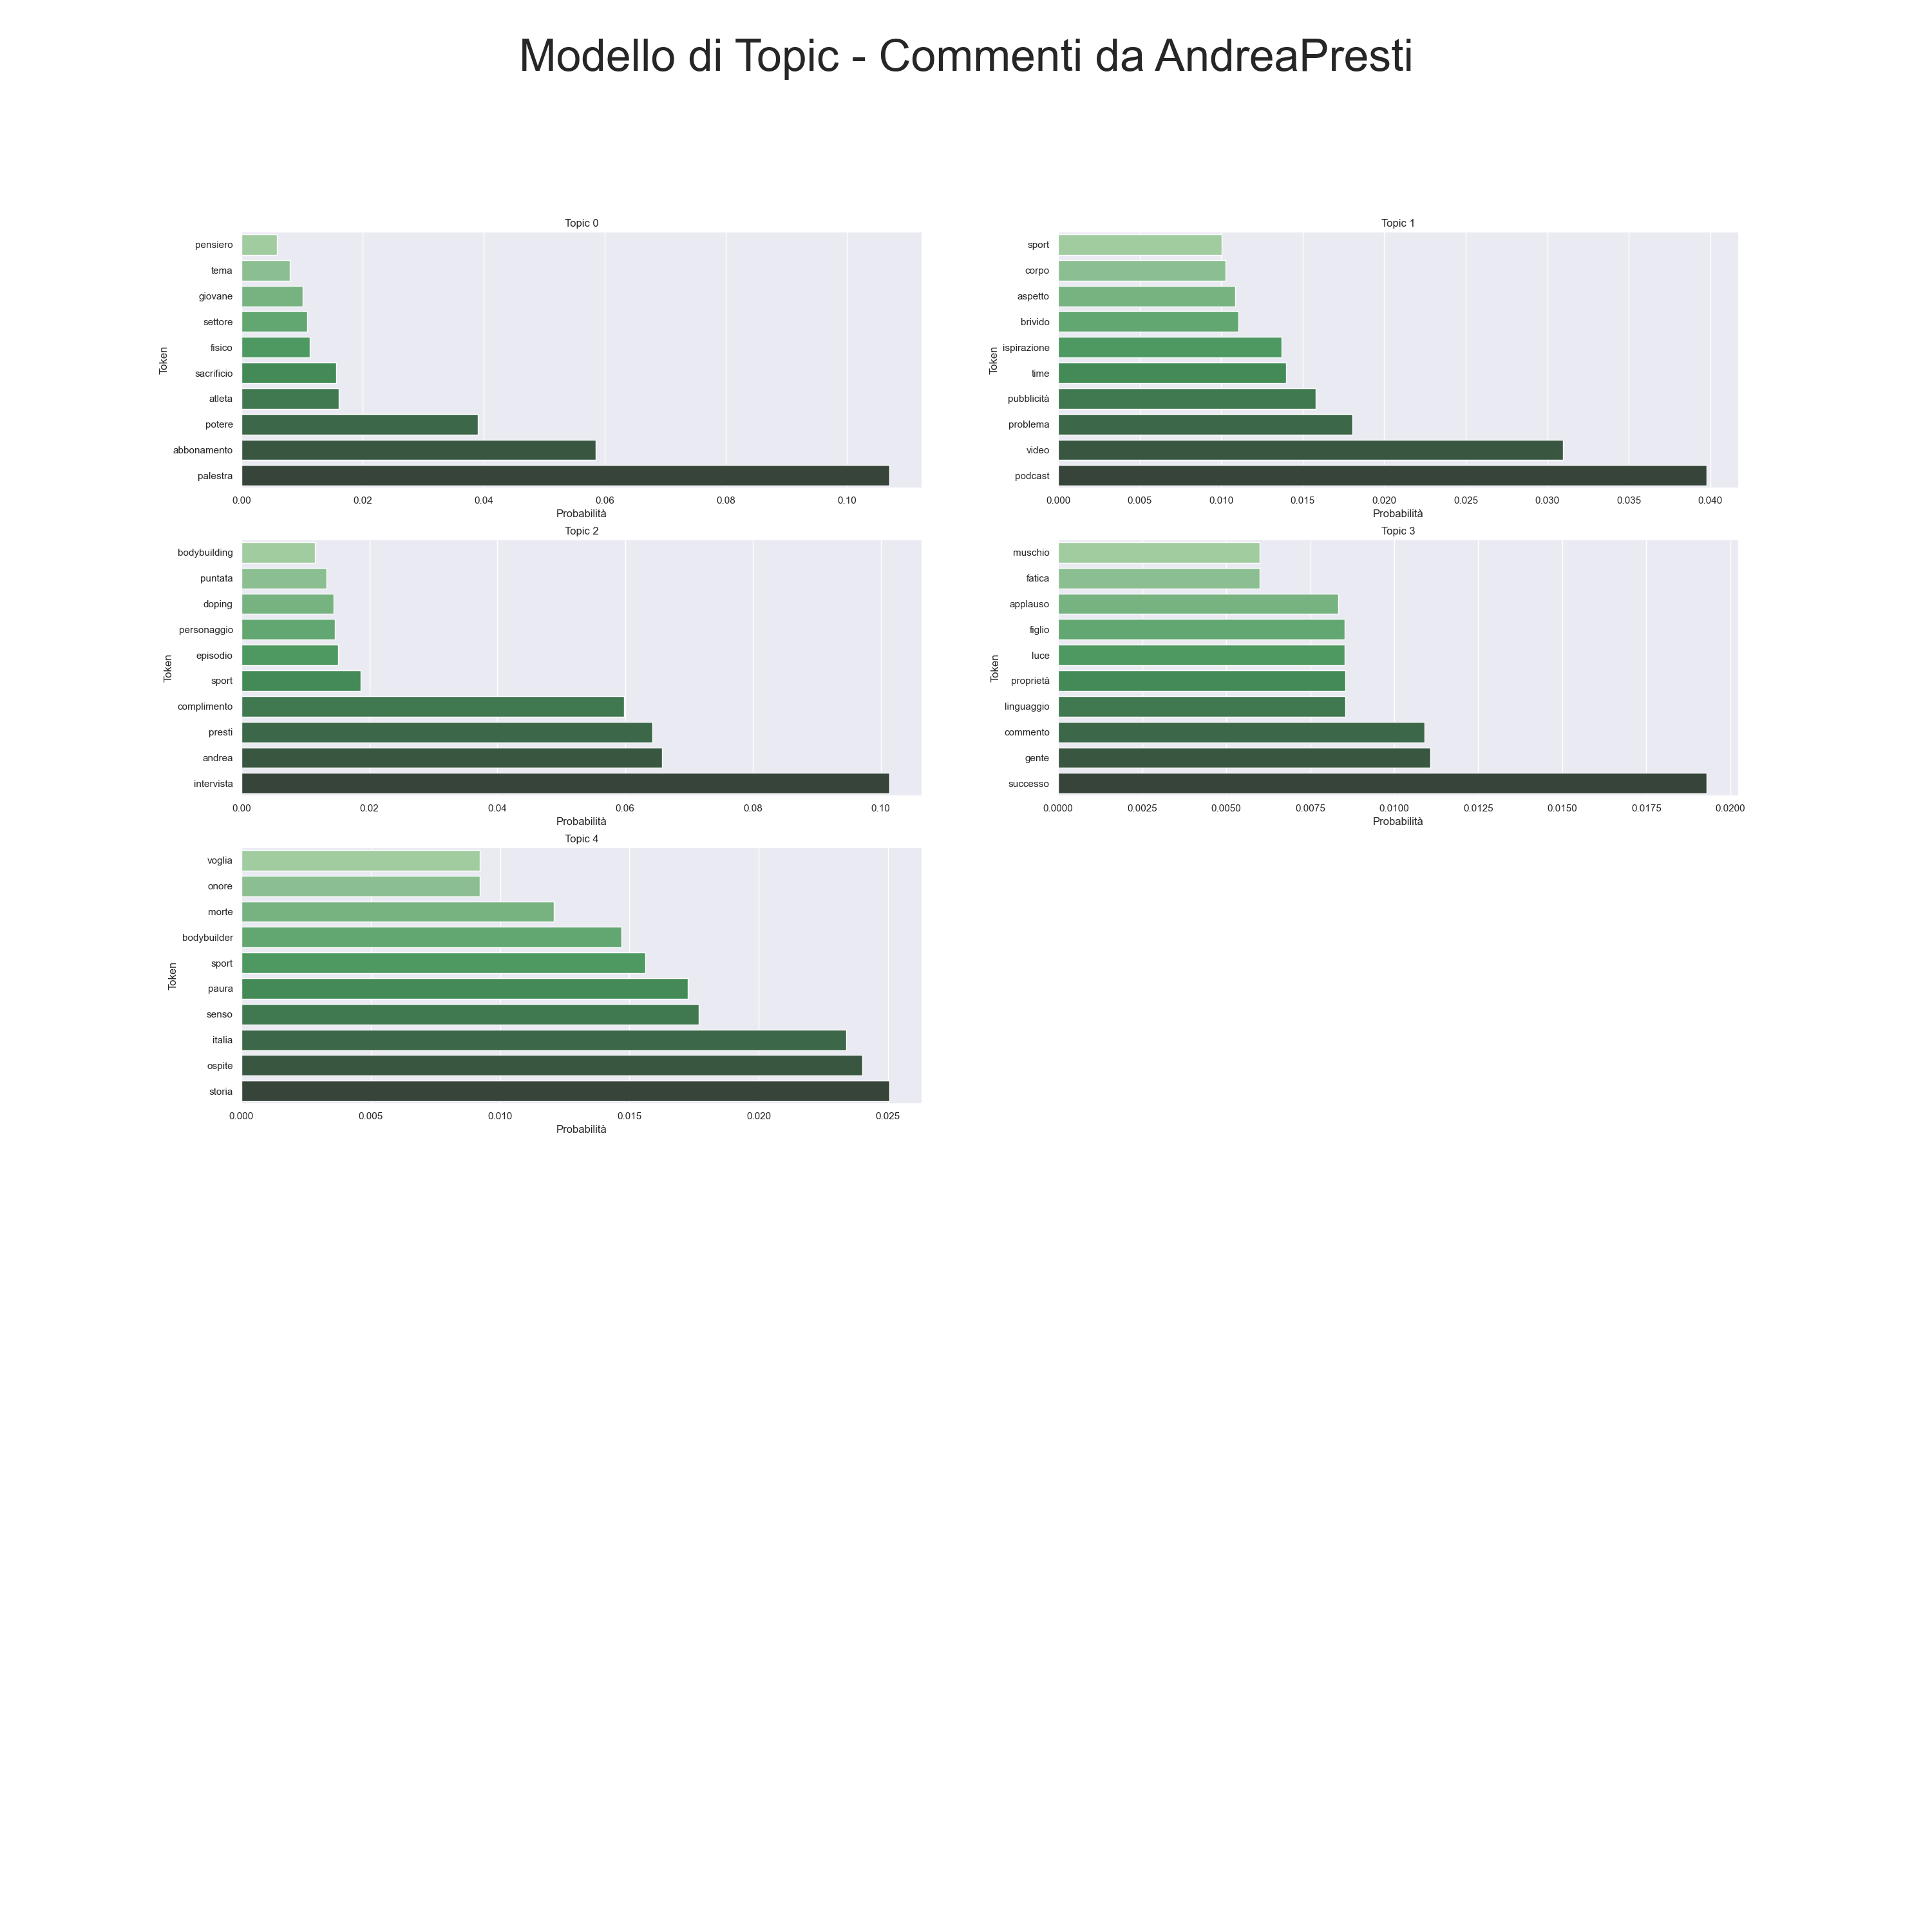 Modello di Topic - Commenti da AndreaPresti
Topic 0
Token
pensiero
tema
giovane
settore
fisico
sacrificio
atleta
potere
abbonamento
palestra
0.00 0.02 0.04 0.06 0.08 0.10
Probabilità
Topic 1
Token
sport
corpo
aspetto
brivido
ispirazione
time
pubblicità
problema
video
podcast
0.000 0.005 0.010 0.015 0.020 0.025 0.030 0.035 0.040
Probabilità
Topic 2
Token
bodybuilding
puntata
doping
personaggio
episodio
sport
complimento
presti
andrea
intervista
0.00 0.02 0.04 0.06 0.08 0.10
Probabilità
Topic 3
Token
muschio
fatica
applauso
figlio
luce
proprietà
linguaggio
commento
gente
successo
0.0000 0.0025 0.0050 0.0075 0.0100 0.0125 0.0150 0.0175 0.0200
Probabilità
Topic 4
Token
voglia
onore
morte
bodybuilder
sport
paura
senso
italia
ospite
storia
0.000 0.005 0.010 0.015 0.020 0.025
Probabilità